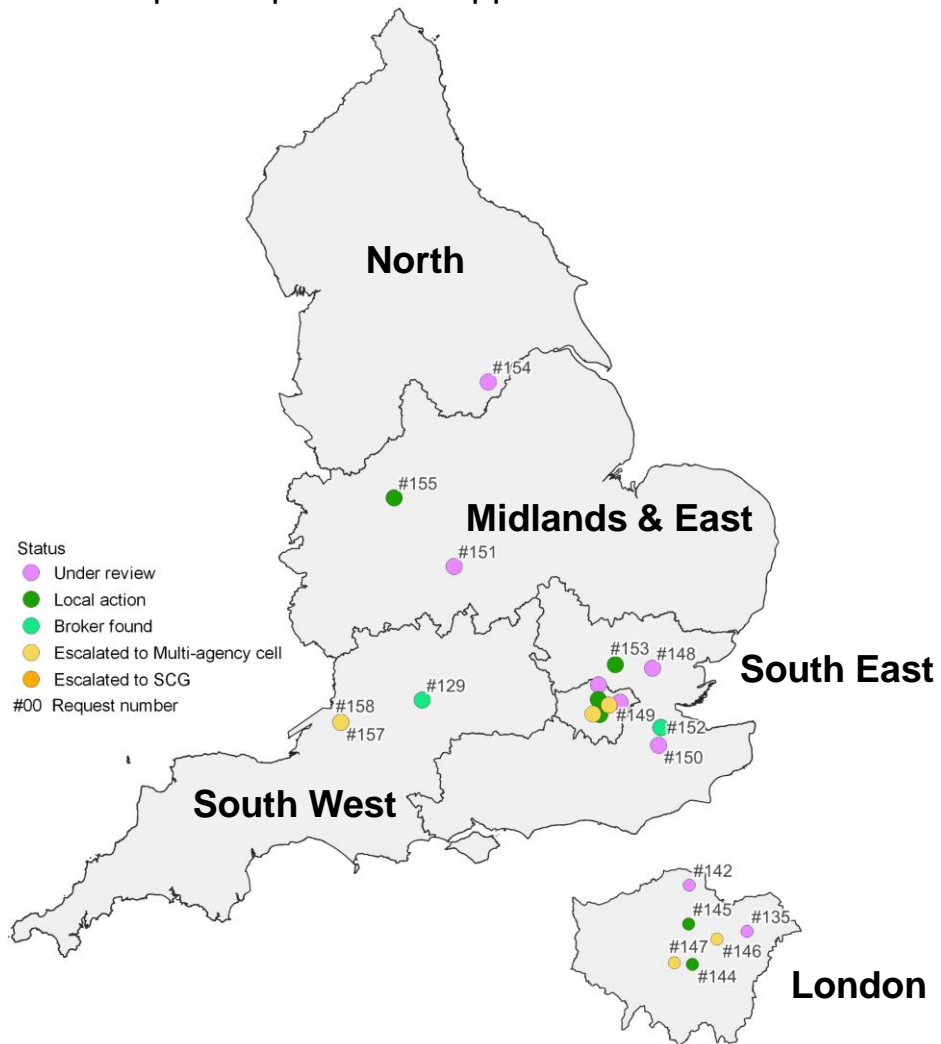 North
#154
#155
Midlands & East
#151
Status
Under review
Local action
Broker found
Escalated to Multi-agency cell
Escalated to SCG
#00 Request number
#153
#148
South East
#129
#158
#157
#149
#152
#150
South West
#142
#145
#135
#147
#146
#144
London